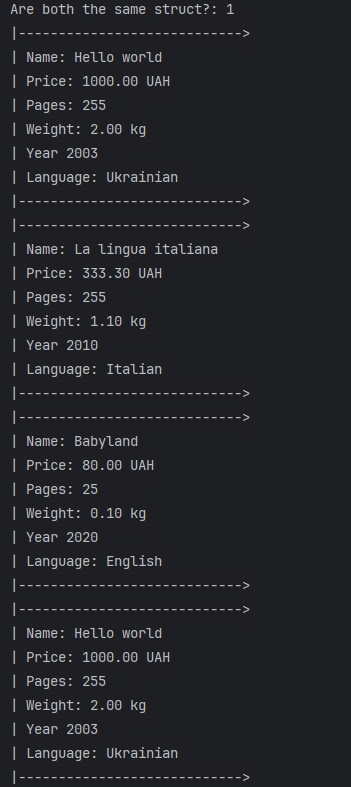 Are both the same struct?: 1
|---------------------------->
| Name: Hello world
| Price: 1000.00 UAH
| Pages: 255
| Weight: 2.00 kg
| Year 2003
| Language: Ukrainian
|---------------------------->
|---------------------------->
| Name: La lingua italiana
| Price: 333.30 UAH
| Pages: 255
| Weight: 1.10 kg
| Year 2010
| Language: Italian
|---------------------------->
|---------------------------->
| Name: Babyland
| Price: 80.00 UAH
| Pages: 25
| Weight: 0.10 kg
| Year 2020
| Language: English
|---------------------------->
|---------------------------->
| Name: Hello world
| Price: 1000.00 UAH
| Pages: 255
| Weight: 2.00 kg
| Year 2003
| Language: Ukrainian
|---------------------------->